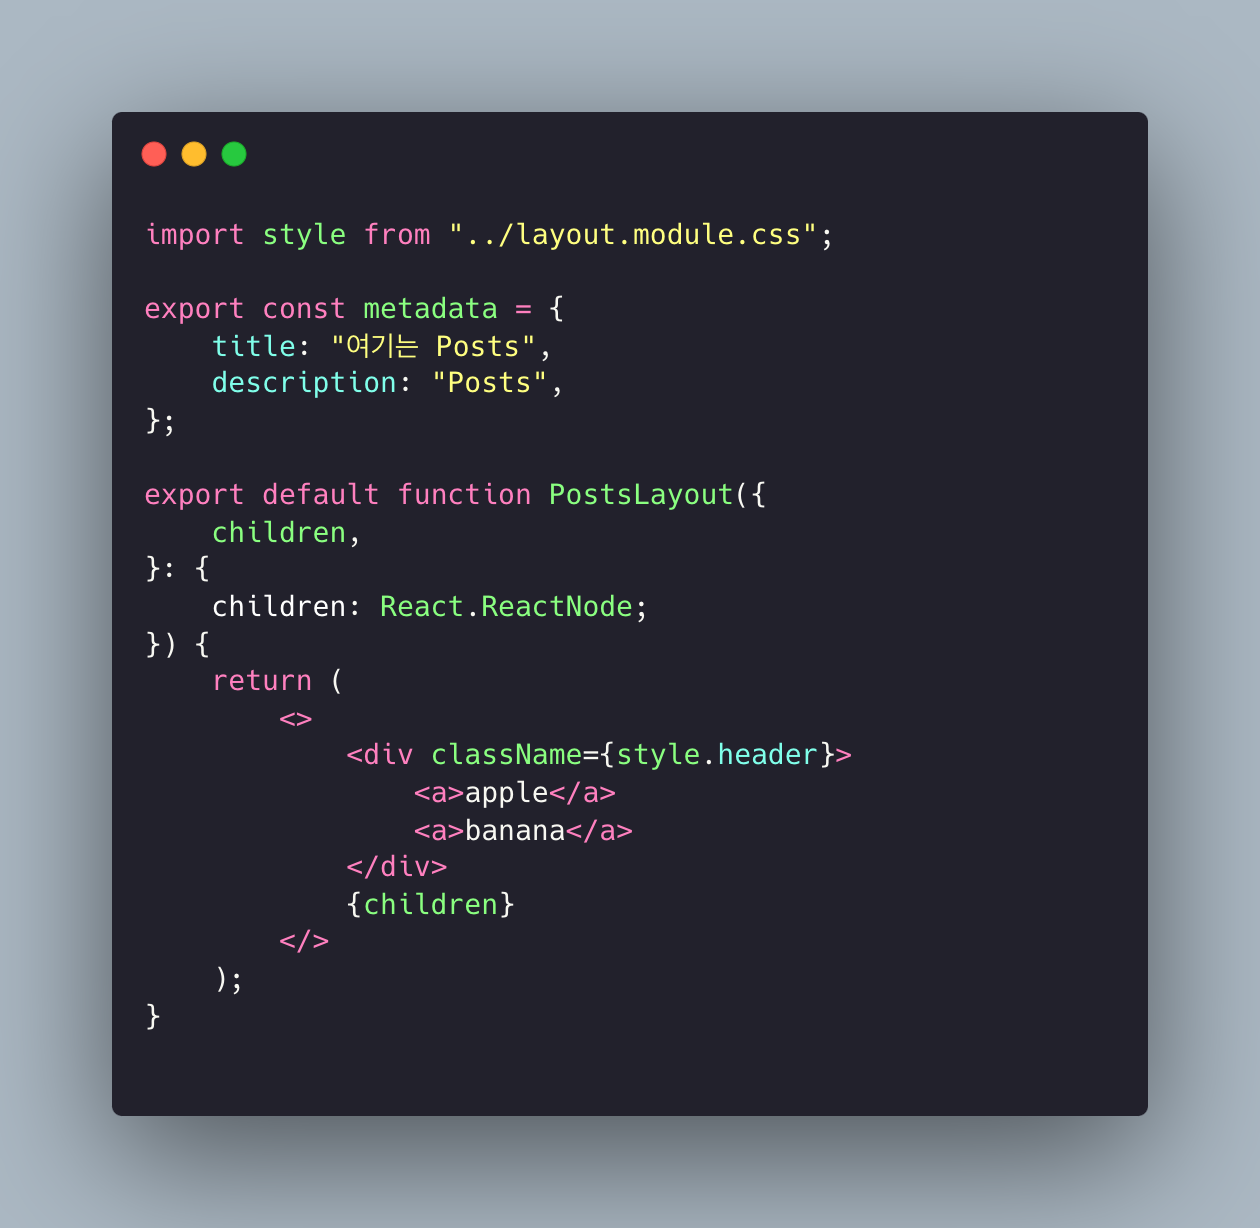 import style from "../layout.module.css";

export const metadata = {
    title: "여기는 Posts",
    description: "Posts",
};

export default function PostsLayout({
    children,
}: {
    children: React.ReactNode;
}) {
    return (
        <>
            <div className={style.header}>
                <a>apple</a>
                <a>banana</a>
            </div>
            {children}
        </>
    );
}